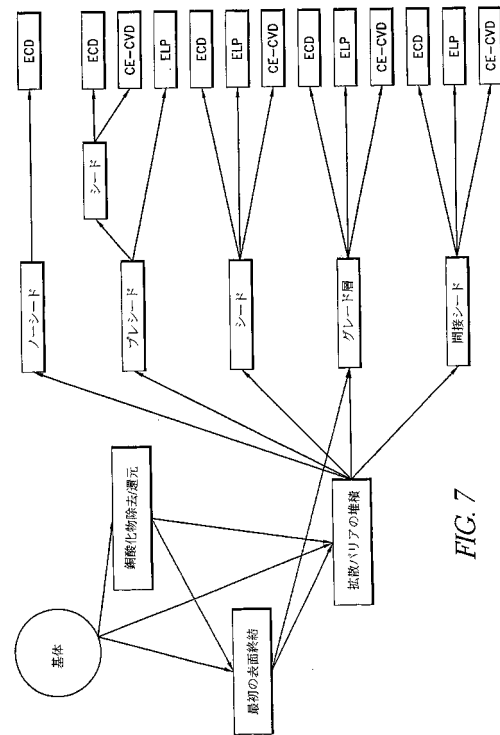 基体
銅酸化物除去/還元
最初の表面終結
拡散バリアの堆積
ノーシード
ECD
プレシード
シード
ECD
CE-CVD
ELP
シード
ECD
ELP
CE-CVD
グレード層
ECD
ELP
CE-CVD
間接シード
ECD
ELP
CE-CVD
FIG. 7